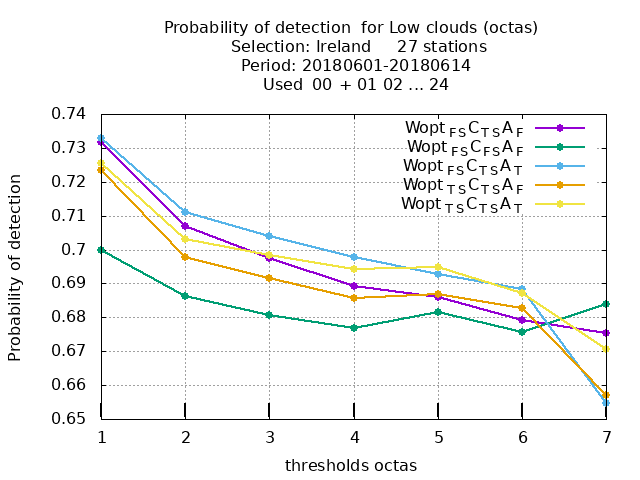 Probability of detection for Low clouds (octas)
Selection: Ireland 27 stations
Period: 20180601-20180614
Used 00 + 01 02 ... 24
Wopt FS C TS A F
Wopt FS C FS A F
Wopt FS C TS A T
Wopt TS C TS A F
Wopt TS C TS A T
0.74
0.73
0.72
0.71
0.7
0.69
0.68
0.67
0.66
0.65
Probability of detection
1 2 3 4 5 6 7
thresholds octas